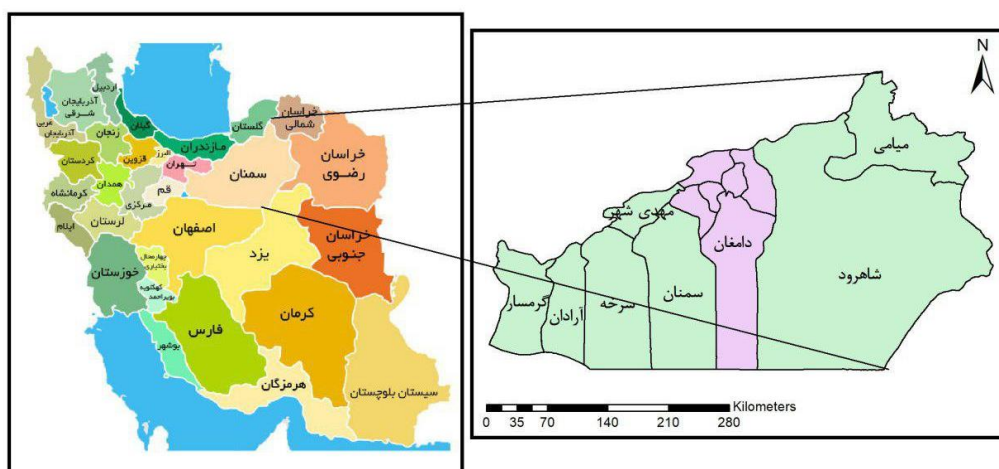 اردبیل
آذربایجان
شرقی
غربی
آذربایجان
گیلان
زنجان
مازندران
گلستان
خراسان
شمالی
کردستان
قزوین
البرز
تهران
سمنان
خراسان
رضوی
همدان
قم
کرمانشاه
مرکزی
ایلام
لرستان
اصفهان
یزد
خراسان
جنوبی
خوزستان
چهارمحال
بختیاری
کهکلویه
بویراحمد
فارس
کرمان
بوشهر
هرمزگان
سیستان بلوچستان
N
میامی
مهدی شهر
دامغان
شاهرود
گرمسار
آرادان
سرخه
سمنان
Kilometers
0 35 70 140 210 280